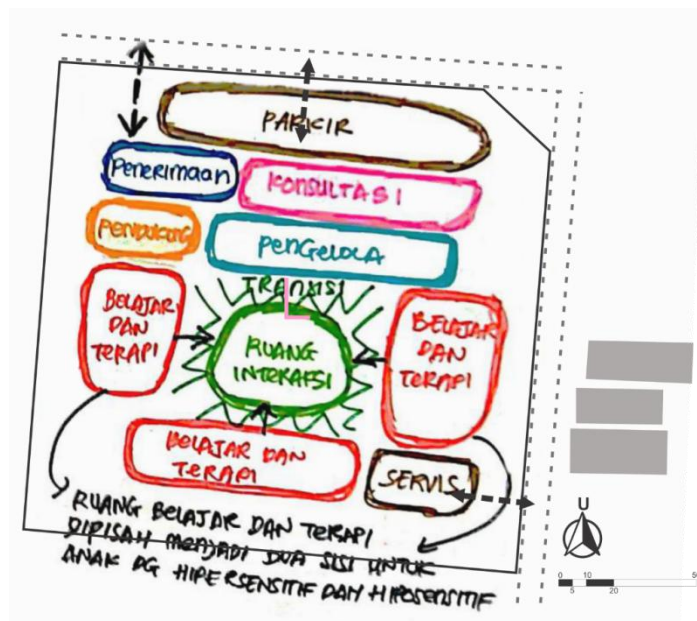 PARKIR
Penerimaan
KONSULTASI
PENDUKUNG
PENGELOLA
TRANSISI
BELAJAR
DAN
TERAPI
RUANG
INTERAKSI
BELAJAR
DAN
TERAPI
BELAJAR DAN
TERAPI
SERVIS
RUANG BELAJAR DAN TERAPI
DIPISAH MENJADI DUA SISI UNTUK
ANAK DG HIPERSENSITIF DAN HIPOSENSITIF
U
0 10 50
5 20